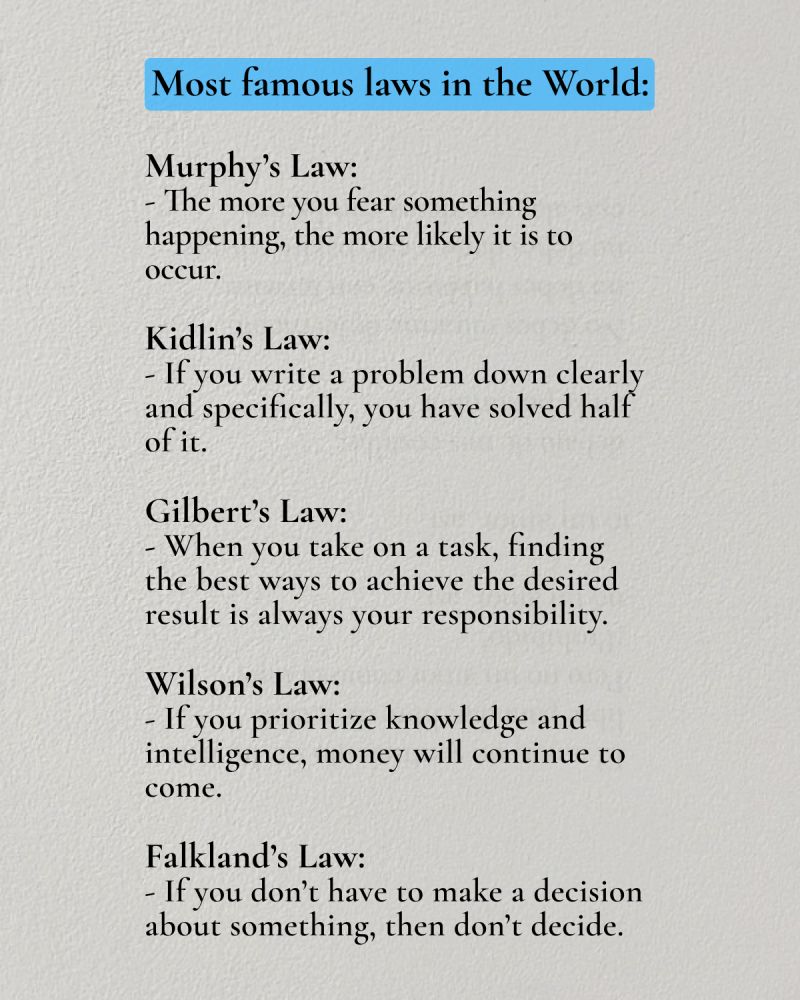 Most famous laws in the World:
Murphy's Law:
- The more you fear something
happening, the more likely it is to
occur.
Kidlin's Law:
- If you write a problem down clearly
and specifically, you have solved half
of it.
Gilbert's Law:
- When you take on a task, finding
the best ways to achieve the desired
result is always your responsibility.
Wilson's Law:
- If you prioritize knowledge and
intelligence, money will continue to
come.
Falkland's Law:
- If you don't have to make a decision
about something, then don't decide.